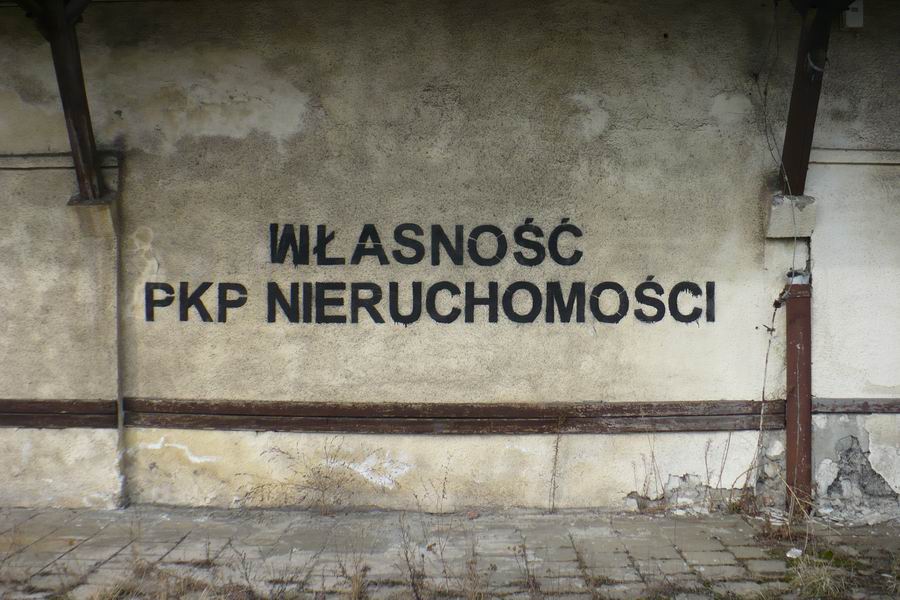 WŁASNOŚĆ
PKP NIERUCHOMOŚCI